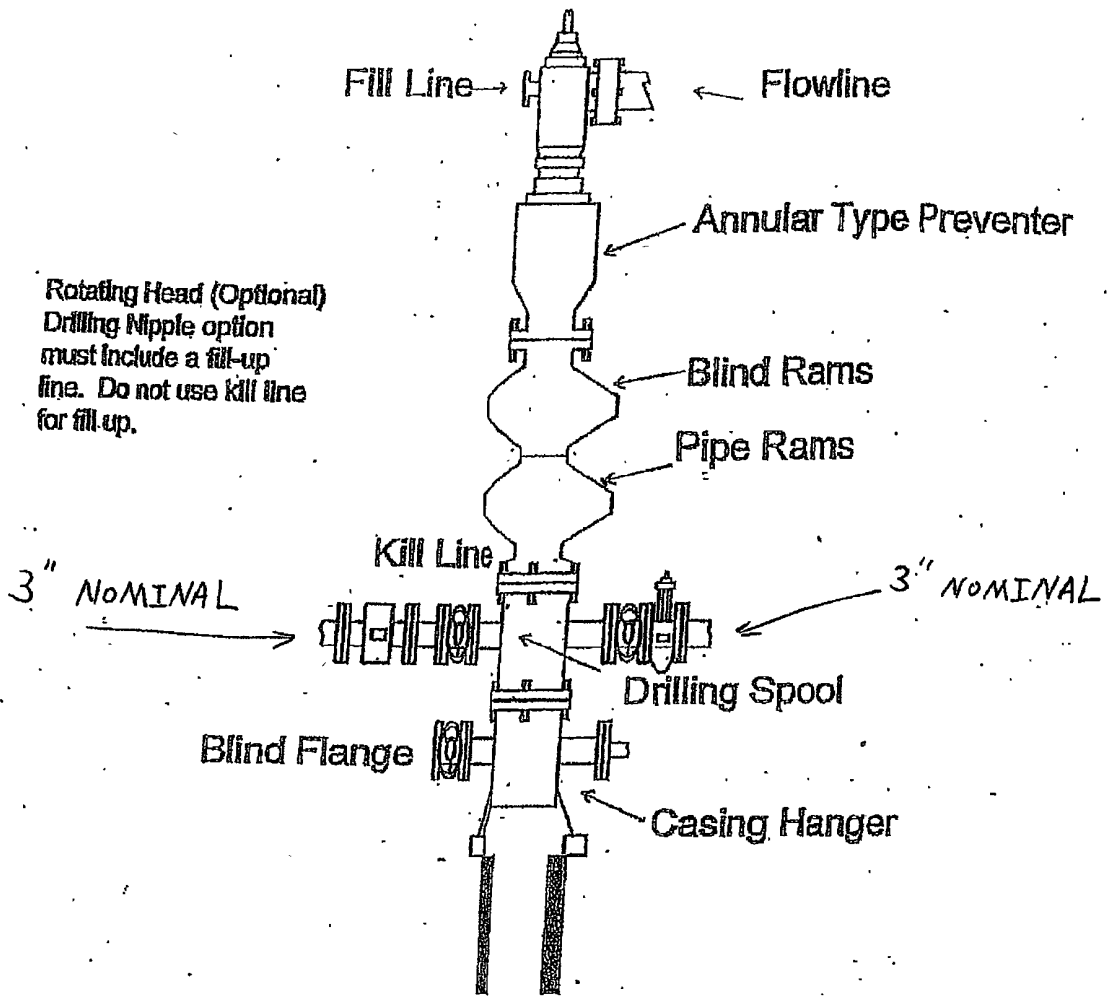 Fill Line
Flowline
Annular Type Preventer
Rotating Head (Optional)
Drilling Nipple option
must include a fill-up
line. Do not use kill line
for fill up.
Blind Rams
Pipe Rams
Kill Line
3" NOMINAL
3" NOMINAL
Drilling Spool
Blind Flange
Casing Hanger